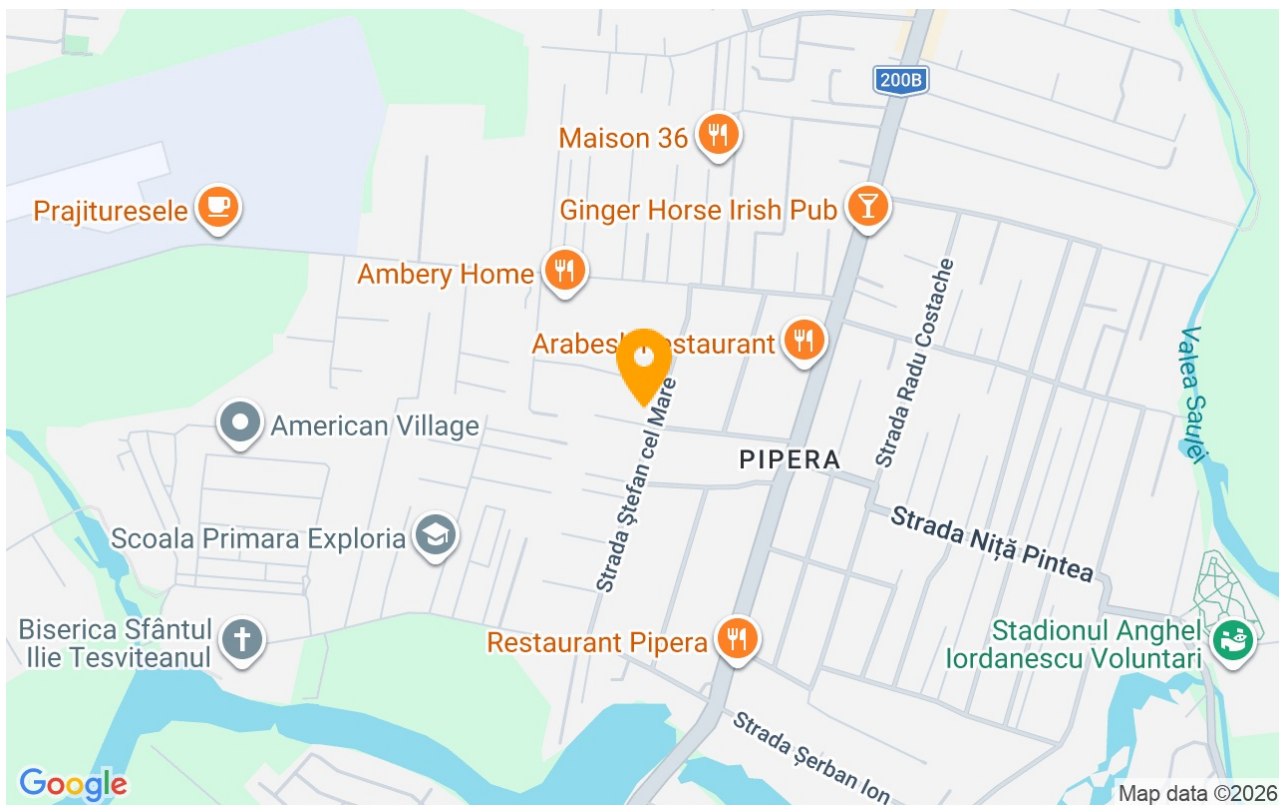 200B
Maison 36
Prajituresele
Ginger Horse Irish Pub
Ambery Home
Strada Radu Costache
Valea Saulei
staurant
Strada Ștefan cel Mare
American Village
PIPERA
Scoala Primara Exploria
Strada Niță Pintea
Biserica Sfântul
Ilie Tesviteanul
Restaurant Pipera
Stadionul Anghel
Iordanescu Voluntari
Strada Șerban Ion
Google
Map data ©2026